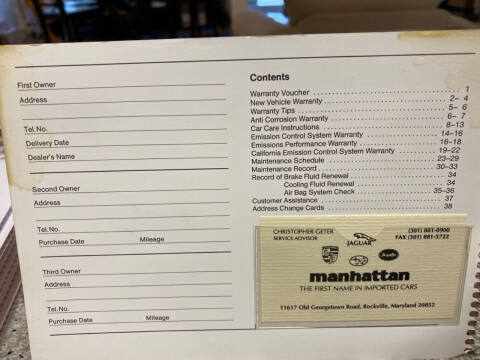 First Owner
Address
Tel.No.
Delivery Date
Dealer's Name
Second Owner
Address
Tel.No.
Purchase Date Mileage
Third Owner
Address
Tel.No.
Purchase Date Mileage
Contents
Warranty Voucher 1
New Vehicle Warranty 2– 4
Warranty Tips 5– 6
Anti Corrosion Warranty 6– 7
Car Care Instructions 8–13
Emission Control System Warranty 14–16
Emissions Performance Warranty 16–18
California Emission Control System Warranty 19–22
Maintenance Schedule 23–29
Maintenance Record 30–33
Record of Brake Fluid Renewal 34
Cooling Fluid Renewal 34
Air Bag System Check 35–36
Customer Assistance 37
Address Change Cards 38
CHRISTOPHER GETER (301) 881-0900
SERVICE ADVISOR FAX (301) 881-5722
JAGUAR
Audi
manhattan
THE FIRST NAME IN IMPORTED CARS
11637 Old Georgetown Road, Rockville, Maryland 20852